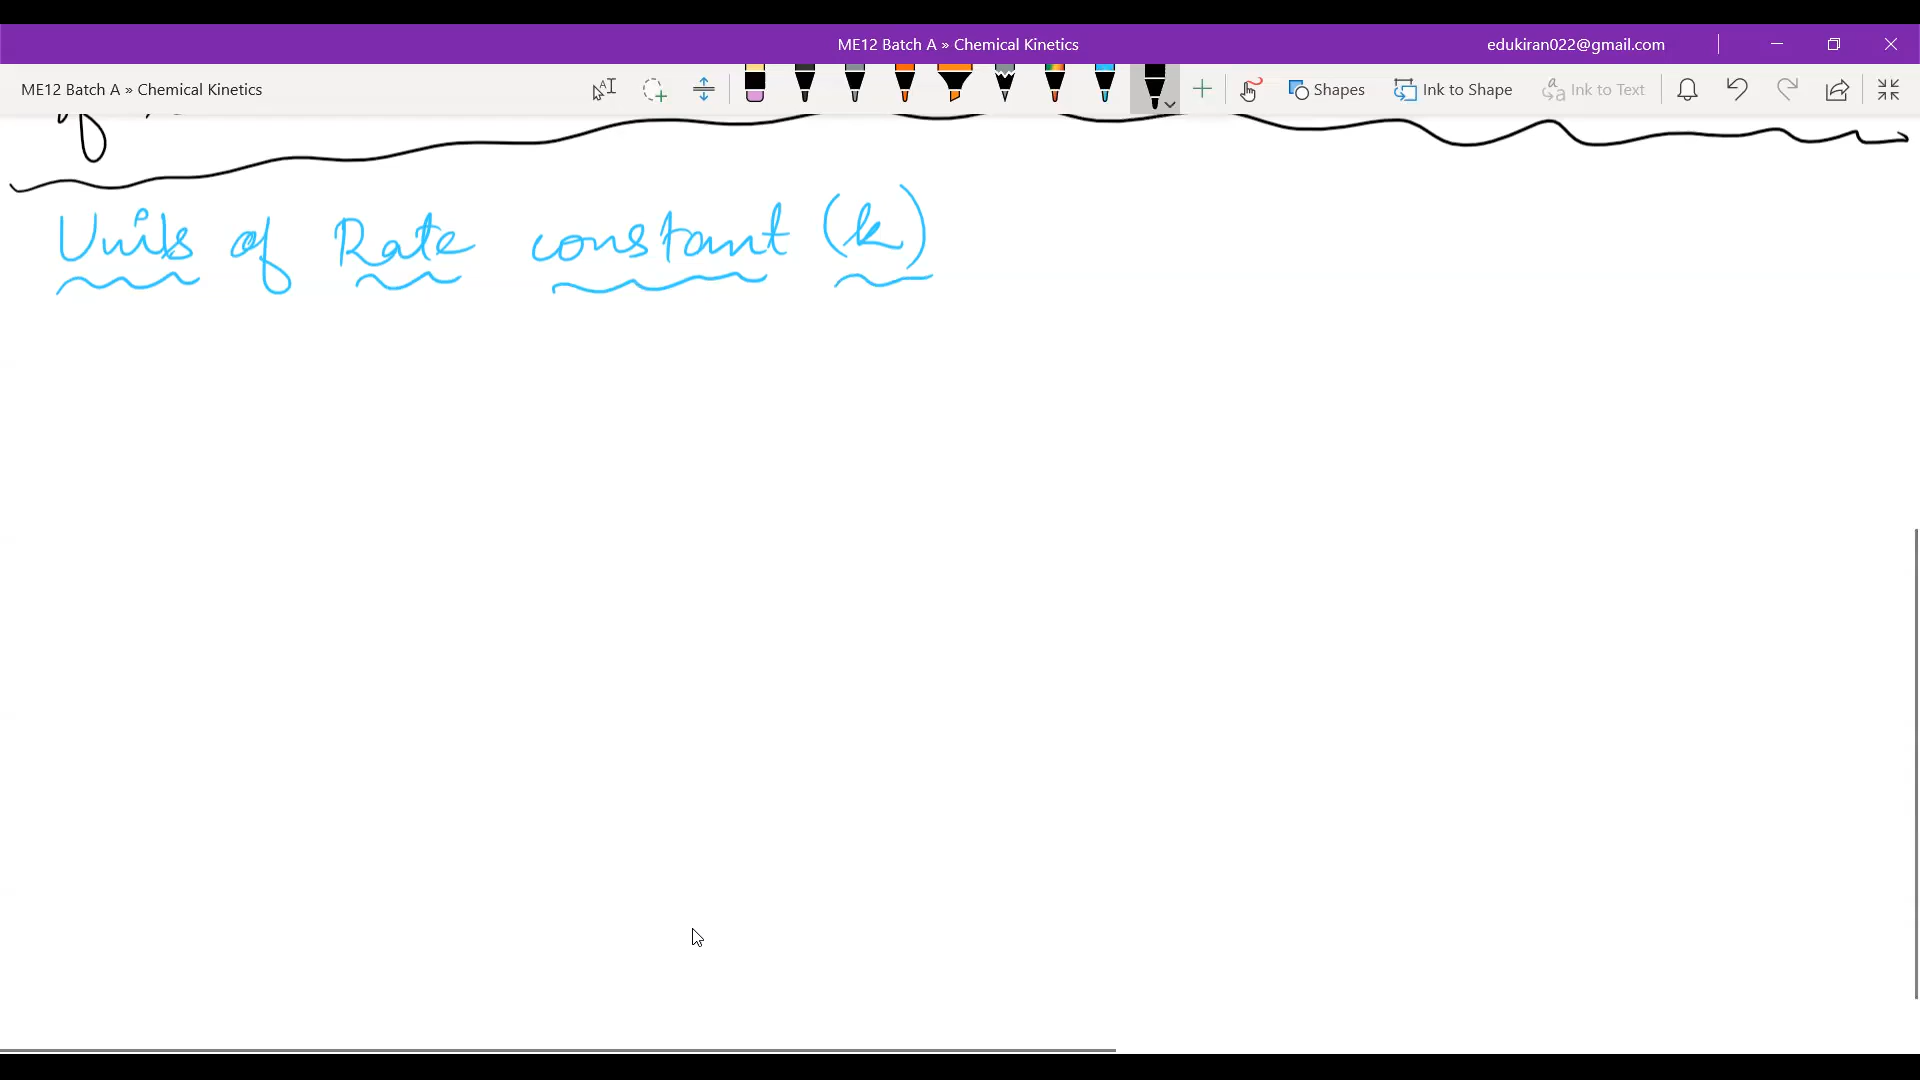 ME12 Batch A » Chemical Kinetics
edukiran022@gmail.com
ME12 Batch A » Chemical Kinetics
Shapes
Ink to Shape
Ink to Text
of
Units of Rate constant (k)